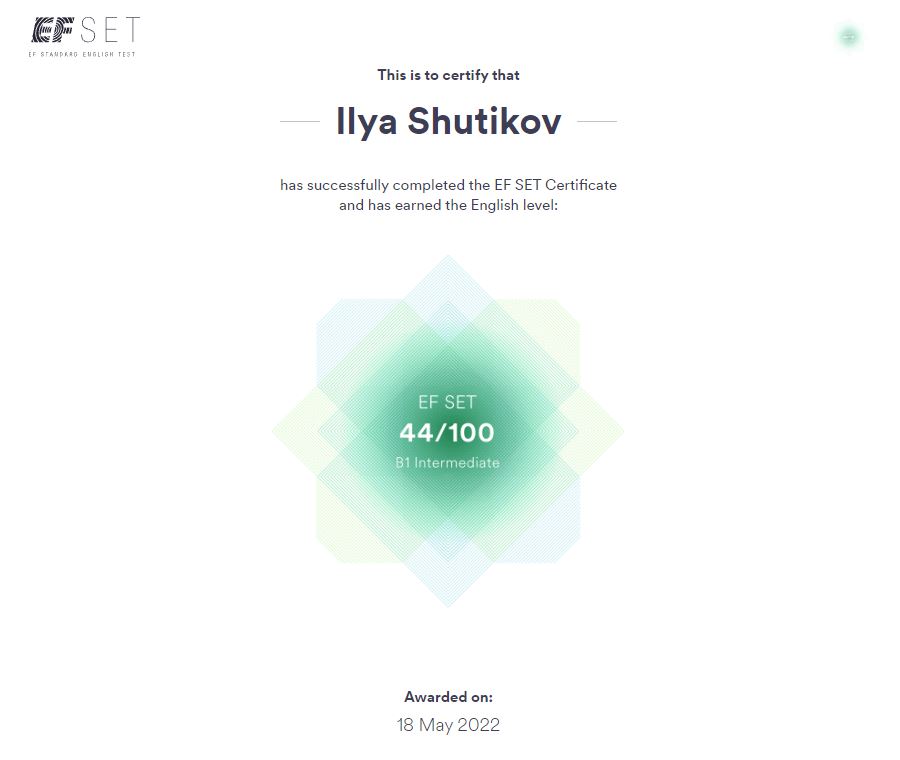 EF SET
EF STANDARD ENGLISH TEST
This is to certify that
Ilya Shutikov
has successfully completed the EF SET Certificate
and has earned the English level:
EF SET
44/100
B1 Intermediate
Awarded on:
18 May 2022